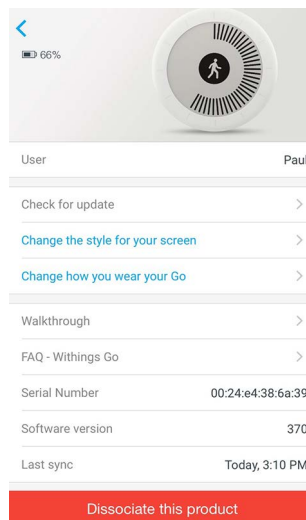 66%
User Paul
Check for update
Change the style for your screen
Change how you wear your Go
Walkthrough
FAQ - Withings Go
Serial Number 00:24:e4:38:6a:39
Software version 370
Last sync Today, 3:10 PM
Dissociate this product